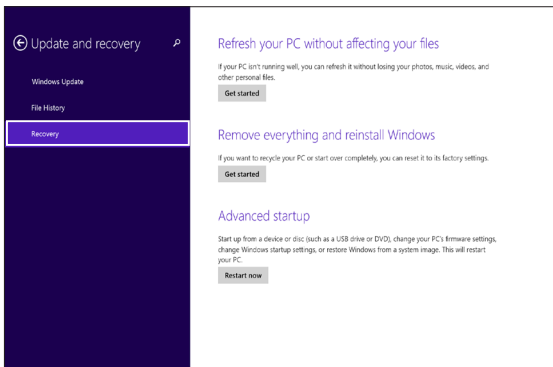 Update and recovery
Windows Update
File History
Recovery
Refresh your PC without affecting your files
If your PC isn't running well, you can refresh it without losing your photos, music, videos, and
other personal files.
Get started
Remove everything and reinstall Windows
If you want to recycle your PC or start over completely, you can reset it to its factory settings.
Get started
Advanced startup
Start up from a device or disc (such as a USB drive or DVD), change your PC's firmware settings,
change Windows startup settings, or restore Windows from a system image. This will restart
your PC.
Restart now